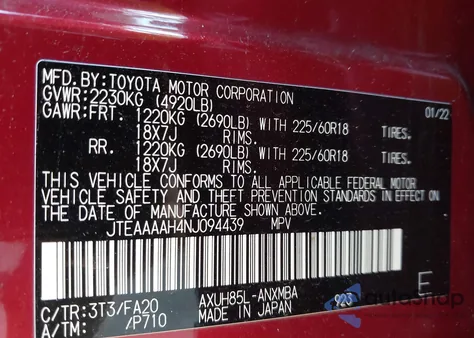 MFD.BY:TOYOTA MOTOR CORPORATION 01/22
GVWR:2230KG (4920LB)
GAWR:FRT. 1220KG (2690LB) WITH 225/60R18 TIRES.
18X7J RIMS.
RR. 1220KG (2690LB) WITH 225/60R18 TIRES.
18X7J RIMS.
THIS VEHICLE CONFORMS TO ALL APPLICABLE FEDERAL MOTOR
VEHICLE SAFETY AND THEFT PREVENTION STANDARDS IN EFFECT ON
THE DATE OF MANUFACTURE SHOWN ABOVE.
JTEAAAAH4NJ094439 MPV
C/TR:3T3/FA20 AXUH85L-ANXMBA 923 E
A/TM: /P710 MADE IN JAPAN